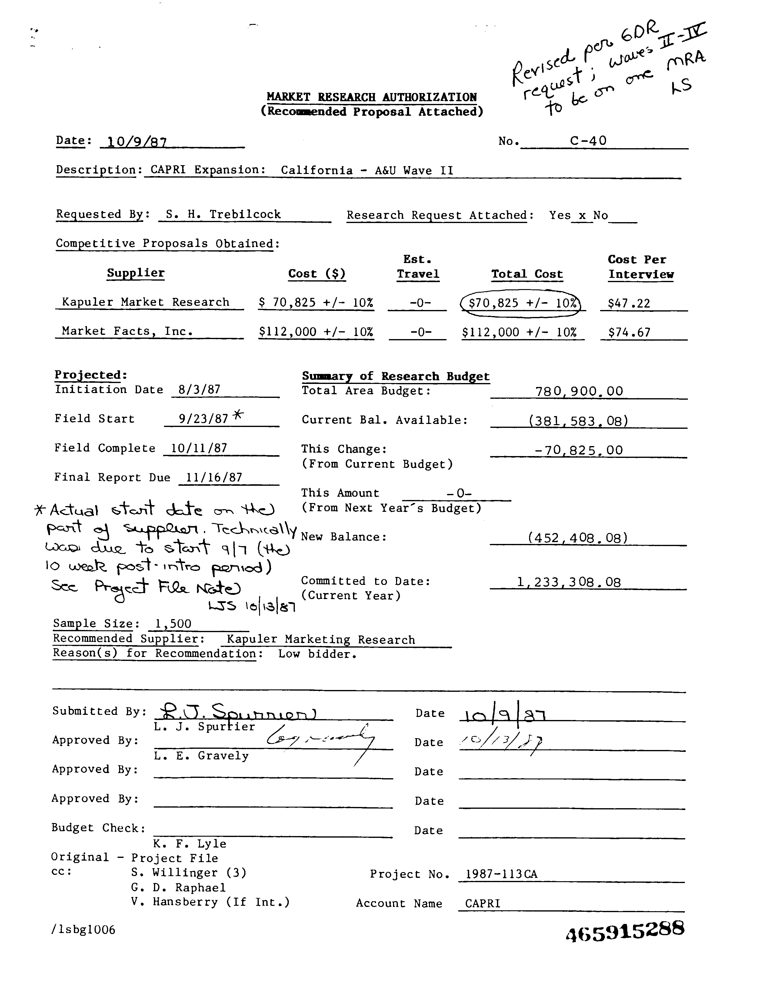 Revised per GDR
request; waves II-IV
to be on one MRA
LS
MARKET RESEARCH AUTHORIZATION
(Recommended Proposal Attached)
Date: 10/9/87 No. C-40
Description: CAPRI Expansion: California - A&U Wave II
Requested By: S. H. Trebilcock Research Request Attached: Yes x No
Competitive Proposals Obtained:
Supplier Cost ($) Est. Travel Total Cost Cost Per Interview
Kapuler Market Research $ 70,825 +/- 10% -0- $70,825 +/- 10% $47.22
Market Facts, Inc. $112,000 +/- 10% -0- $112,000 +/- 10% $74.67
Projected: Summary of Research Budget
Initiation Date 8/3/87 Total Area Budget: 780,900.00
Field Start 9/23/87 * Current Bal. Available: (381,583.08)
Field Complete 10/11/87 This Change: -70,825.00
(From Current Budget)
Final Report Due 11/16/87
This Amount -0-
(From Next Year's Budget)
* Actual start date on the
part of supplier. Technically
was due to start 9/7 (the
10 week post-intro period)
See Project File Note
LJS 10/13/87
New Balance: (452,408.08)
Committed to Date: 1,233,308.08
(Current Year)
Sample Size: 1,500
Recommended Supplier: Kapuler Marketing Research
Reason(s) for Recommendation: Low bidder.
Submitted By: L.J. Spurrier Date 10/9/87
L. J. Spurrier
Approved By: Date 10/13/87
L. E. Gravely
Approved By: Date
Approved By: Date
Budget Check: Date
K. F. Lyle
Original - Project File
cc: S. Willinger (3) Project No. 1987-113CA
G. D. Raphael
V. Hansberry (If Int.) Account Name CAPRI
/lsbg1006
465915288